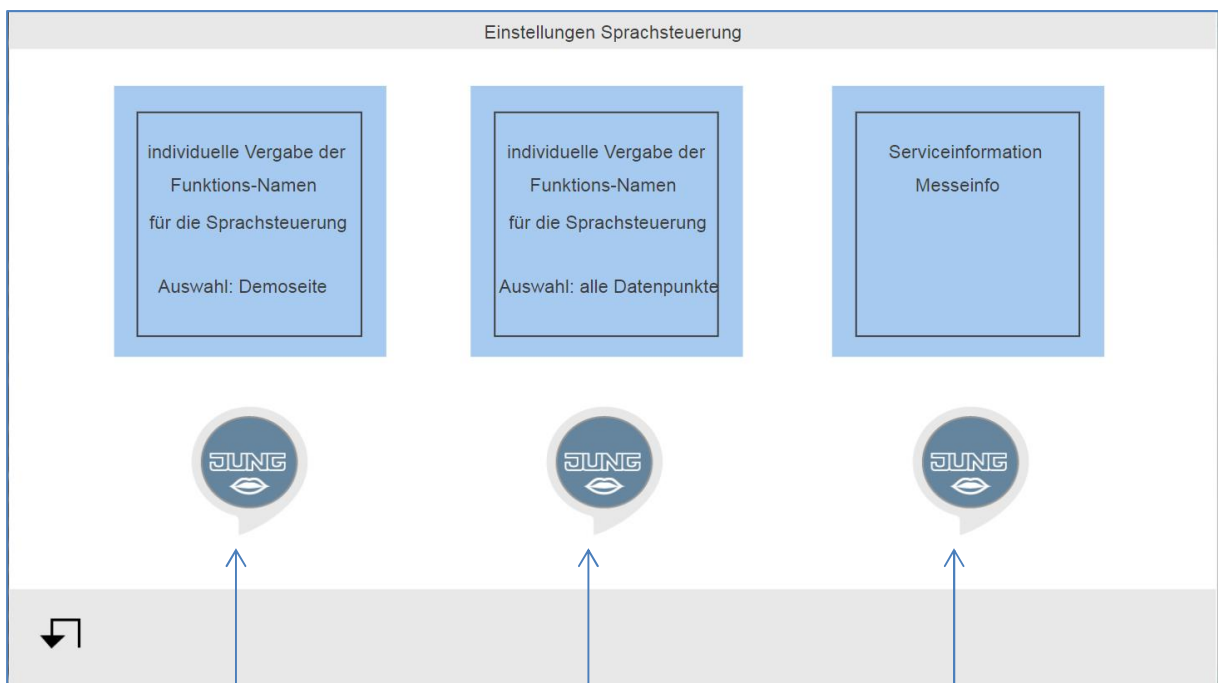 Einstellungen Sprachsteuerung
individuelle Vergabe der
Funktions-Namen
für die Sprachsteuerung
Auswahl: Demoseite
individuelle Vergabe der
Funktions-Namen
für die Sprachsteuerung
Auswahl: alle Datenpunkte
Serviceinformation
Messeinfo
JUNG
JUNG
JUNG